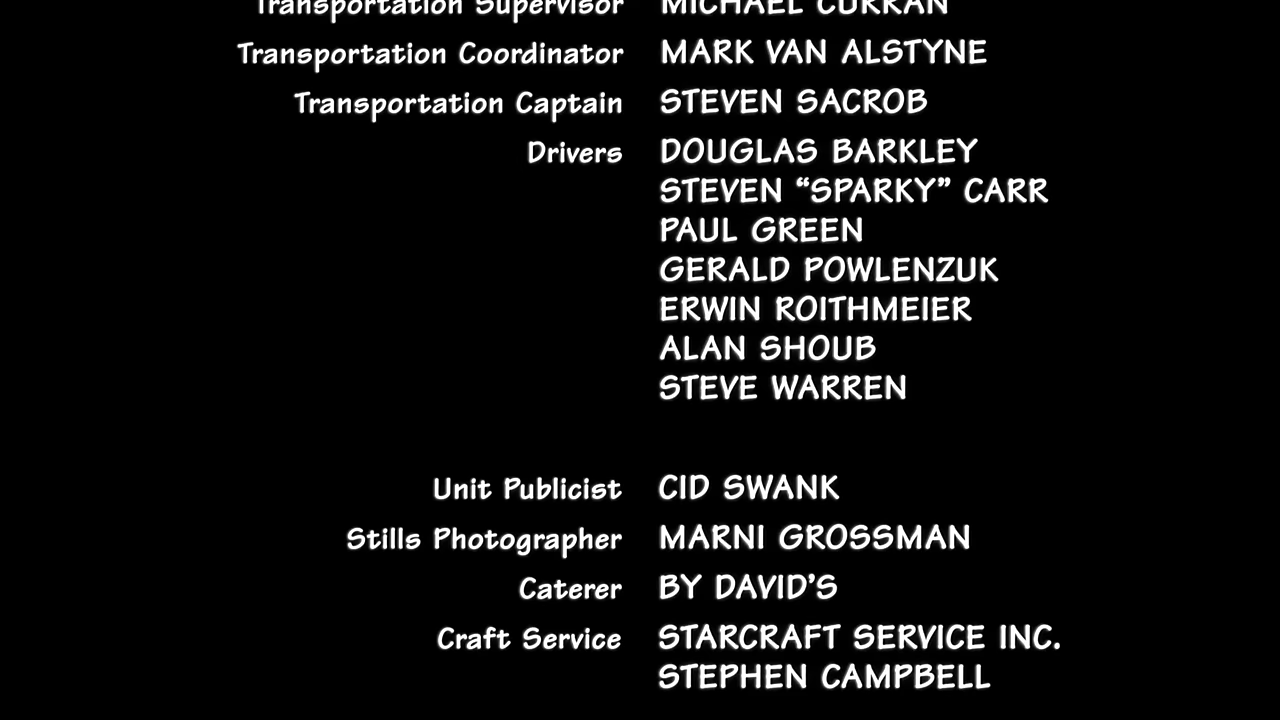 Transportation Supervisor MICHAEL CURRAN
Transportation Coordinator MARK VAN ALSTYNE
Transportation Captain STEVEN SACROB
Drivers DOUGLAS BARKLEY
STEVEN “SPARKY” CARR
PAUL GREEN
GERALD POWLENZUK
ERWIN ROITHMEIER
ALAN SHOUB
STEVE WARREN
Unit Publicist CID SWANK
Stills Photographer MARNI GROSSMAN
Caterer BY DAVID’S
Craft Service STARCRAFT SERVICE INC.
STEPHEN CAMPBELL